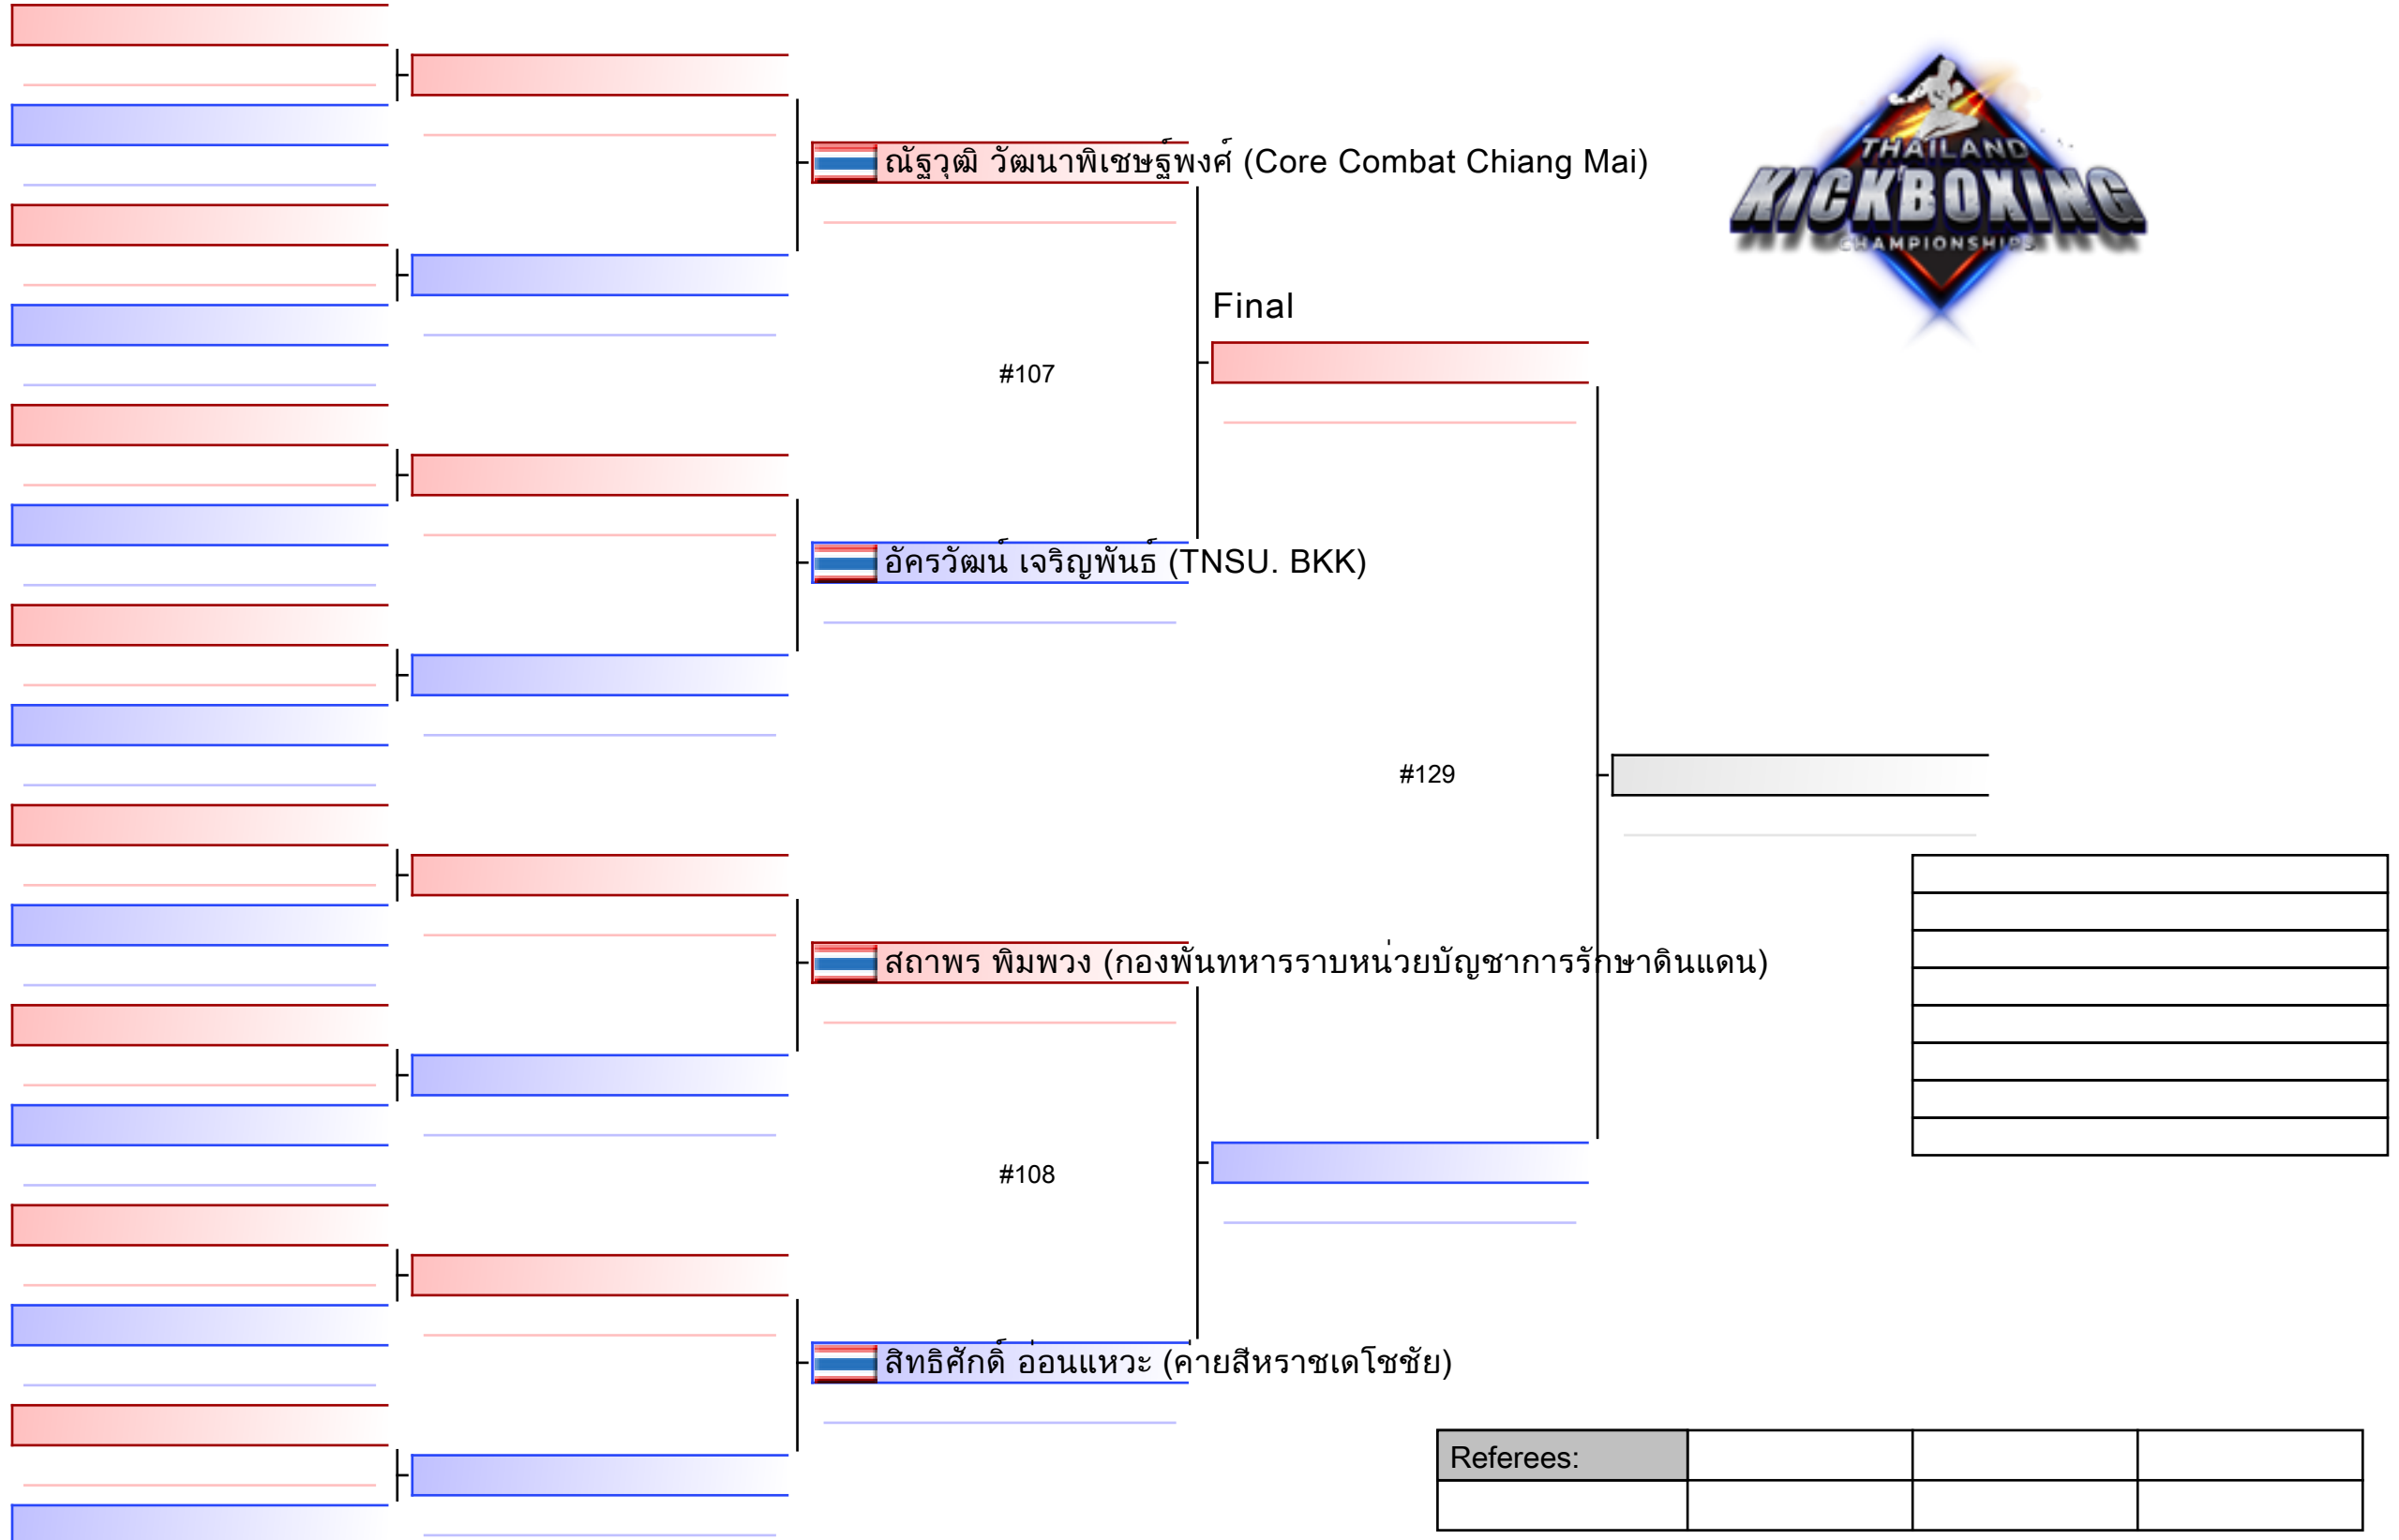 THAILAND
KICKBOXING
CHAMPIONSHIPS
ณัฐวุฒิ วัฒนาพิเชษฐ์พงศ์ (Core Combat Chiang Mai)
Final
#107
อัครวัฒน์ เจริญพันธ์ (TNSU. BKK)
#129
สถาพร พิมพวง (กองพันทหารราบหน่วยบัญชาการรักษาดินแดน)
#108
สิทธิศักดิ์ อ่อนแหวะ (ค่ายสีหราชเดโชชัย)
Referees: